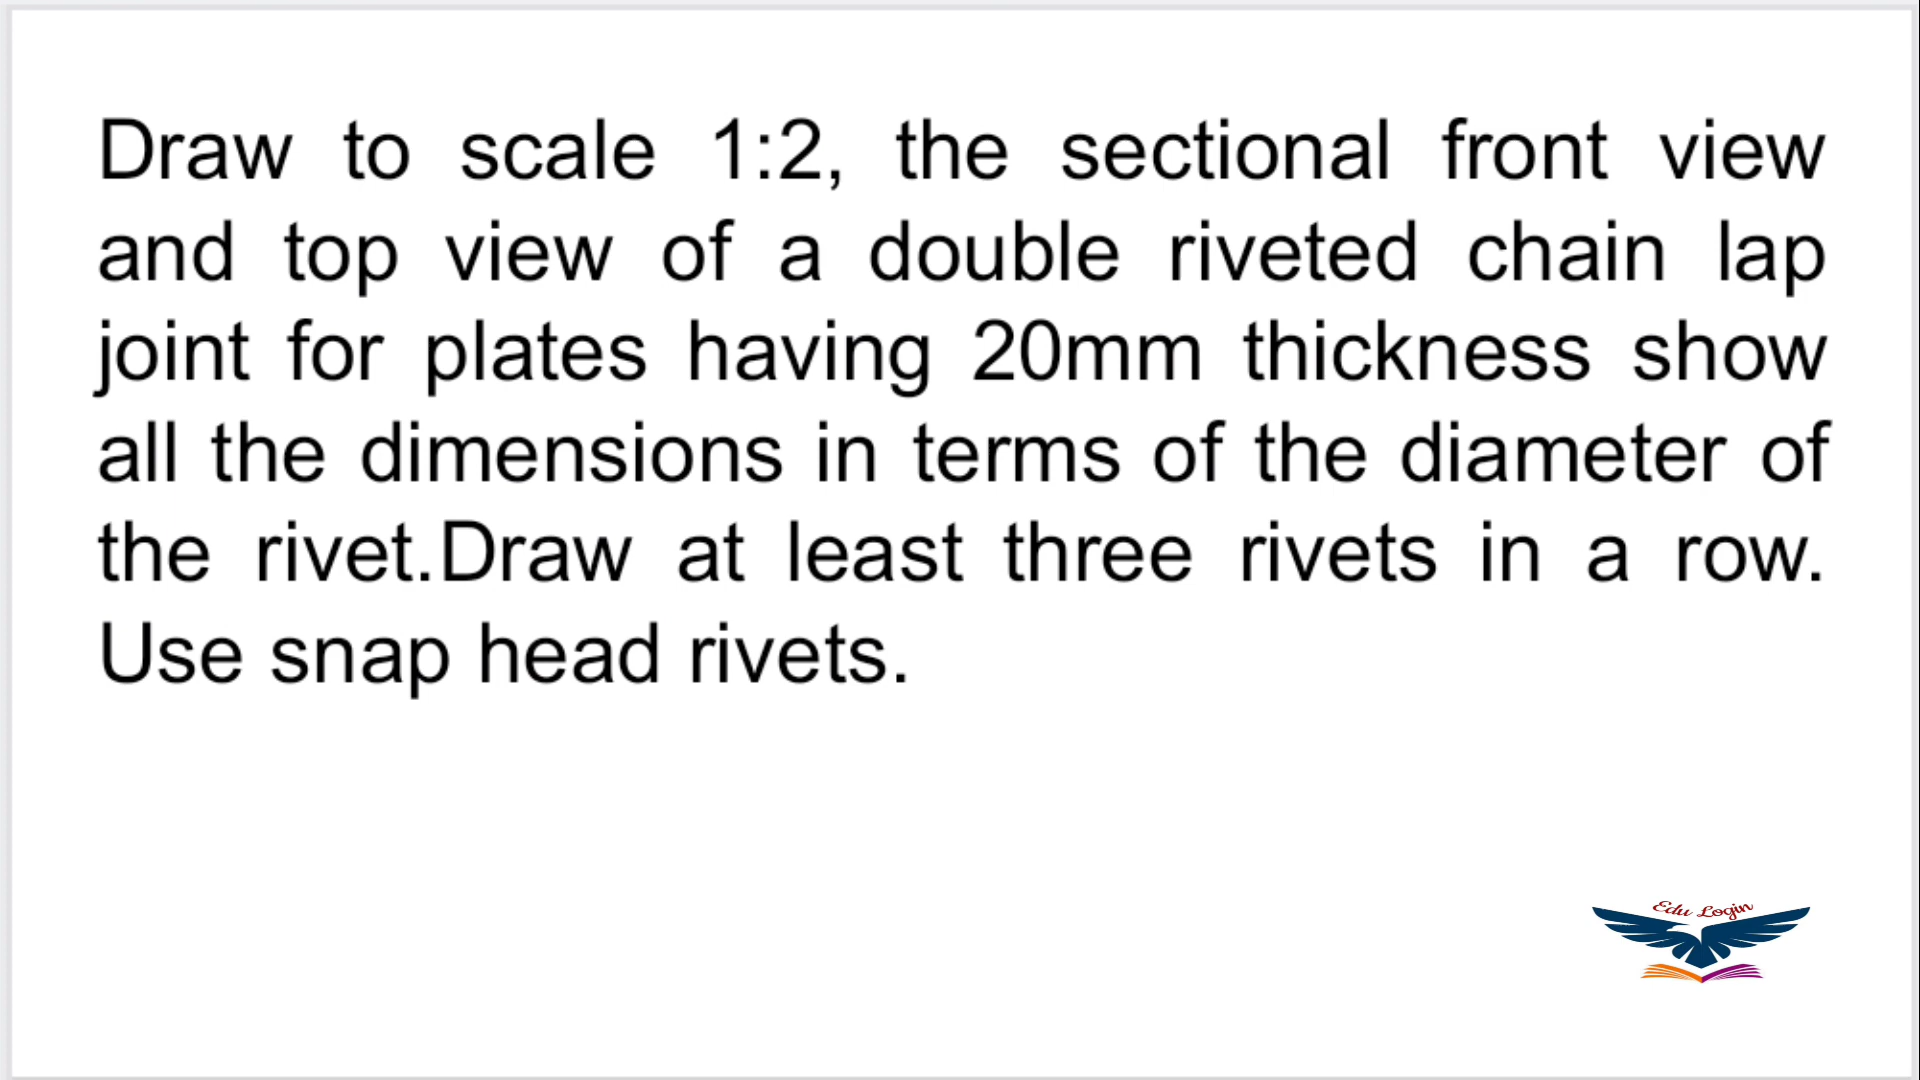 Draw to scale 1:2, the sectional front view
and top view of a double riveted chain lap
joint for plates having 20mm thickness show
all the dimensions in terms of the diameter of
the rivet.Draw at least three rivets in a row.
Use snap head rivets.
Edu Login